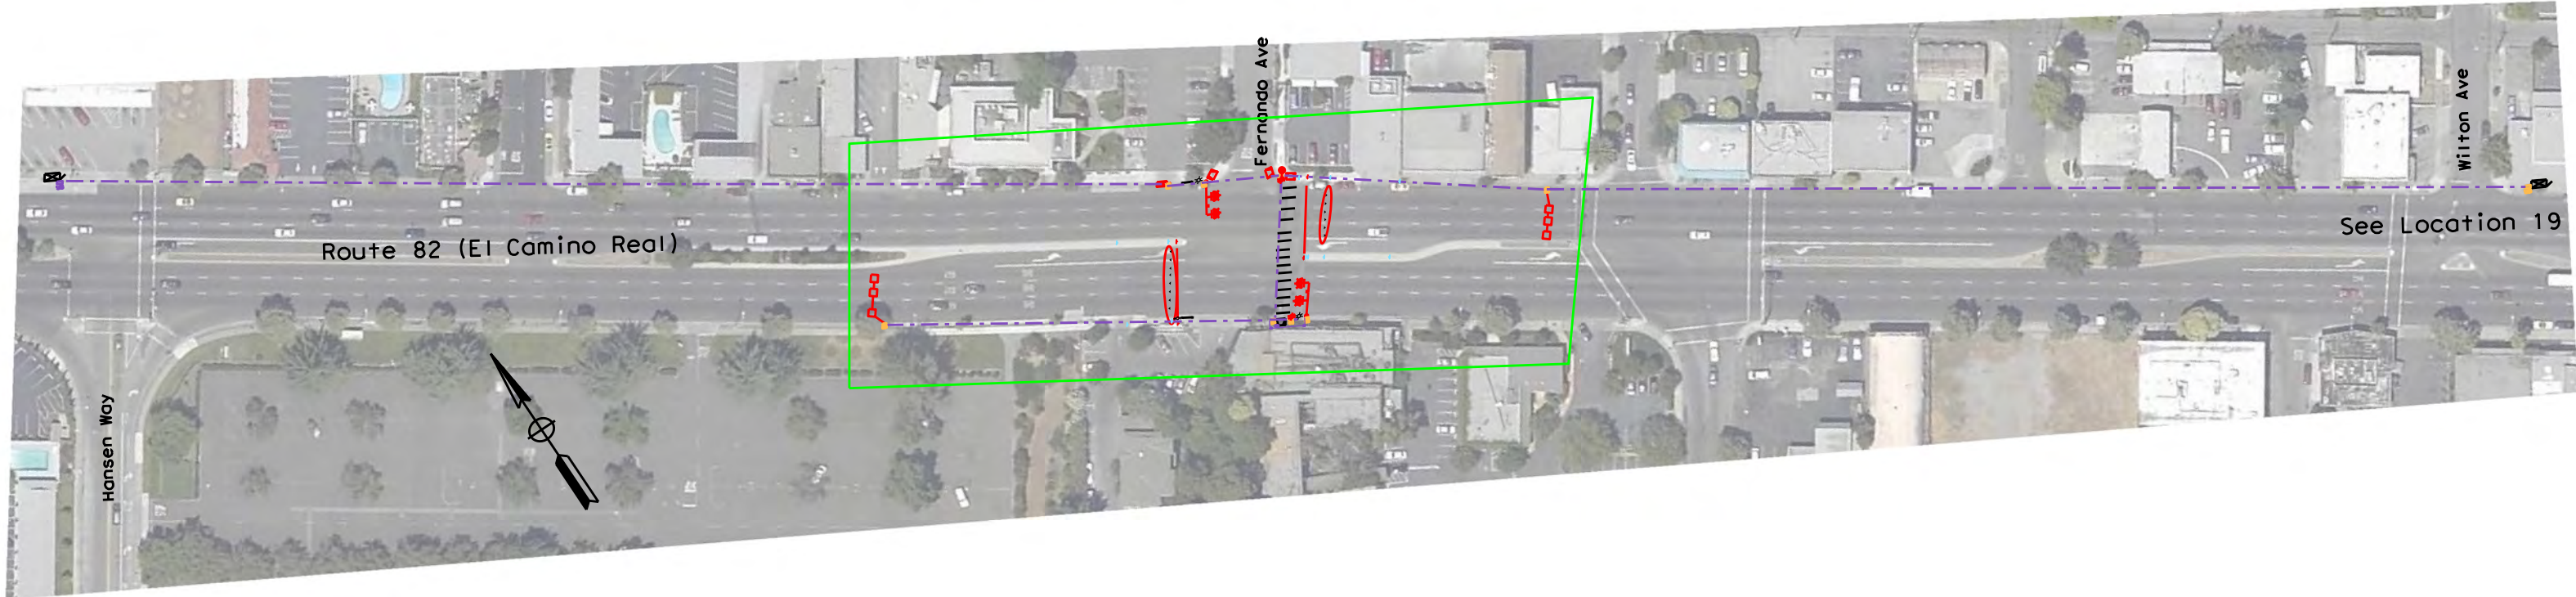 Fernando Ave
Wilton Ave
Route 82 (El Camino Real)
See Location 19
Hansen Way